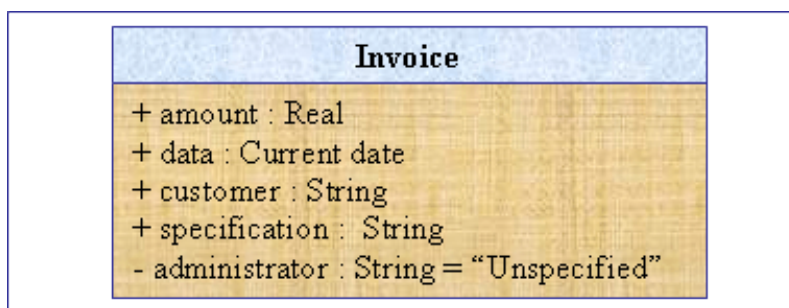 Invoice
+ amount : Real
+ data : Current date
+ customer : String
+ specification : String
- administrator : String = “Unspecified”